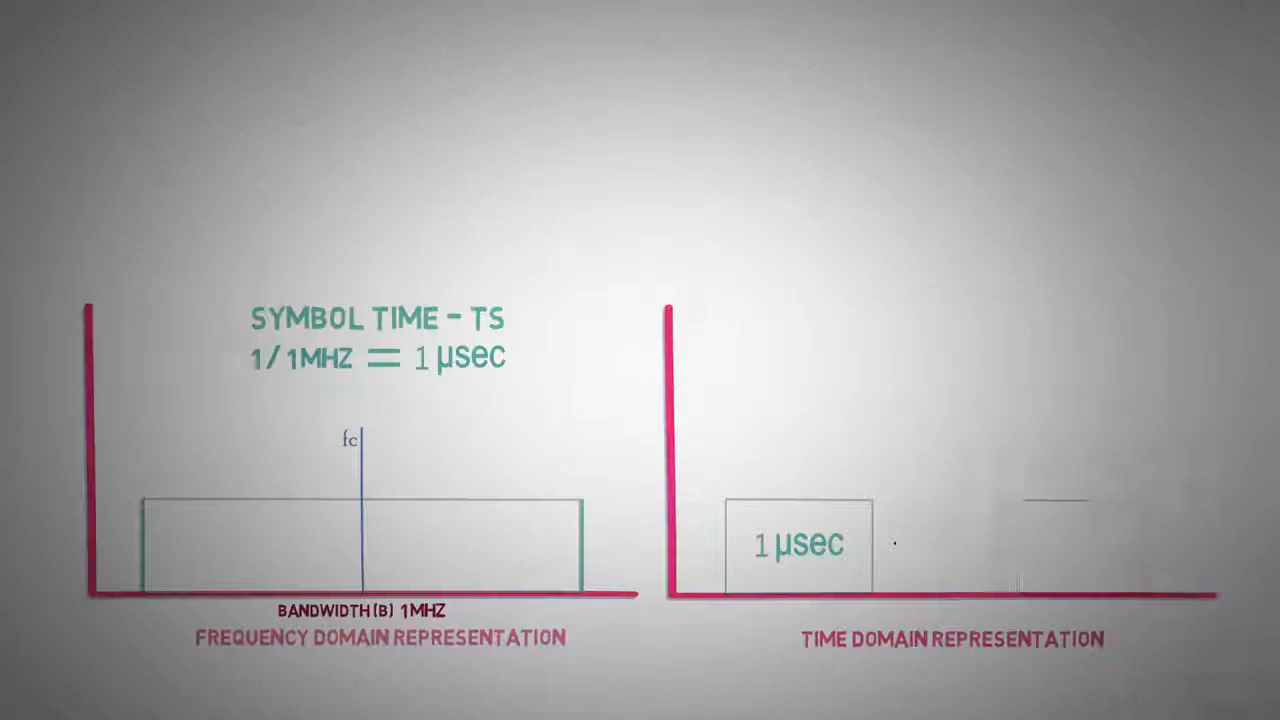 SYMBOL TIME - TS
1/1MHZ = 1 µsec
fc
1 µsec
BANDWIDTH(B) 1MHZ
FREQUENCY DOMAIN REPRESENTATION
TIME DOMAIN REPRESENTATION